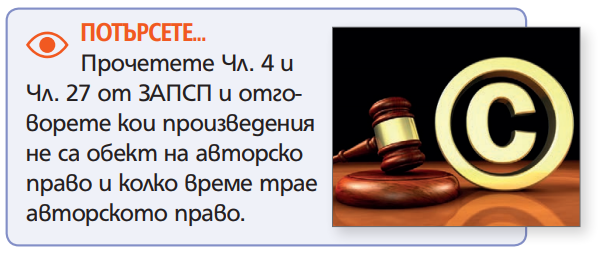 ПОТЪРСЕТЕ...
Прочетете Чл. 4 и
Чл. 27 от ЗАПСП и отго-
ворете кои произведения
не са обект на авторско
право и колко време трае
авторското право.
C